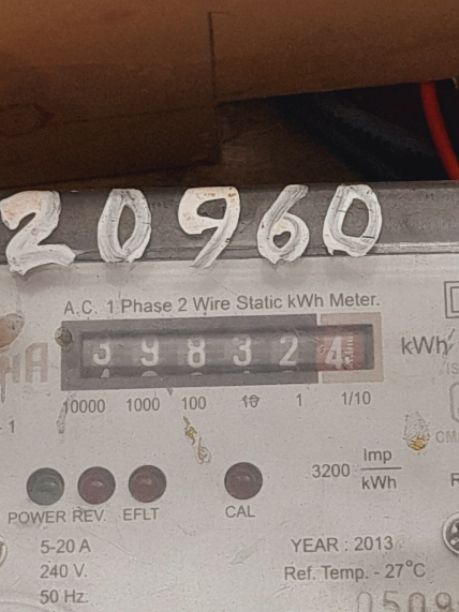 20960
A.C. 1 Phase 2 Wire Static kWh Meter.
398324 kWh
10000 1000 100 10 1 1/10
3200 Imp/kWh
POWER REV. EFLT CAL
5-20 A
240 V.
50 Hz.
YEAR : 2013
Ref. Temp. - 27°C
0509